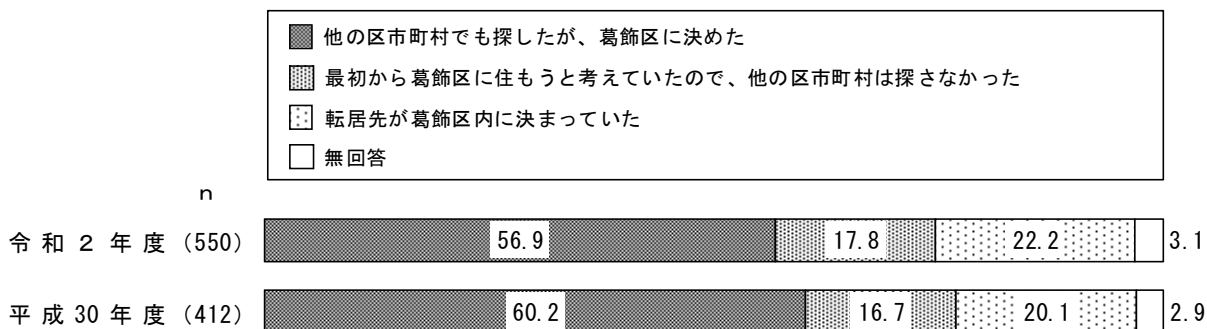 他の区市町村でも探したが、葛飾区に決めた
最初から葛飾区に住もうと考えていたので、他の区市町村は探さなかった
転居先が葛飾区内に決まっていた
無回答
n
令和2年度(550) 56.9 17.8 22.2 3.1
平成30年度(412) 60.2 16.7 20.1 2.9